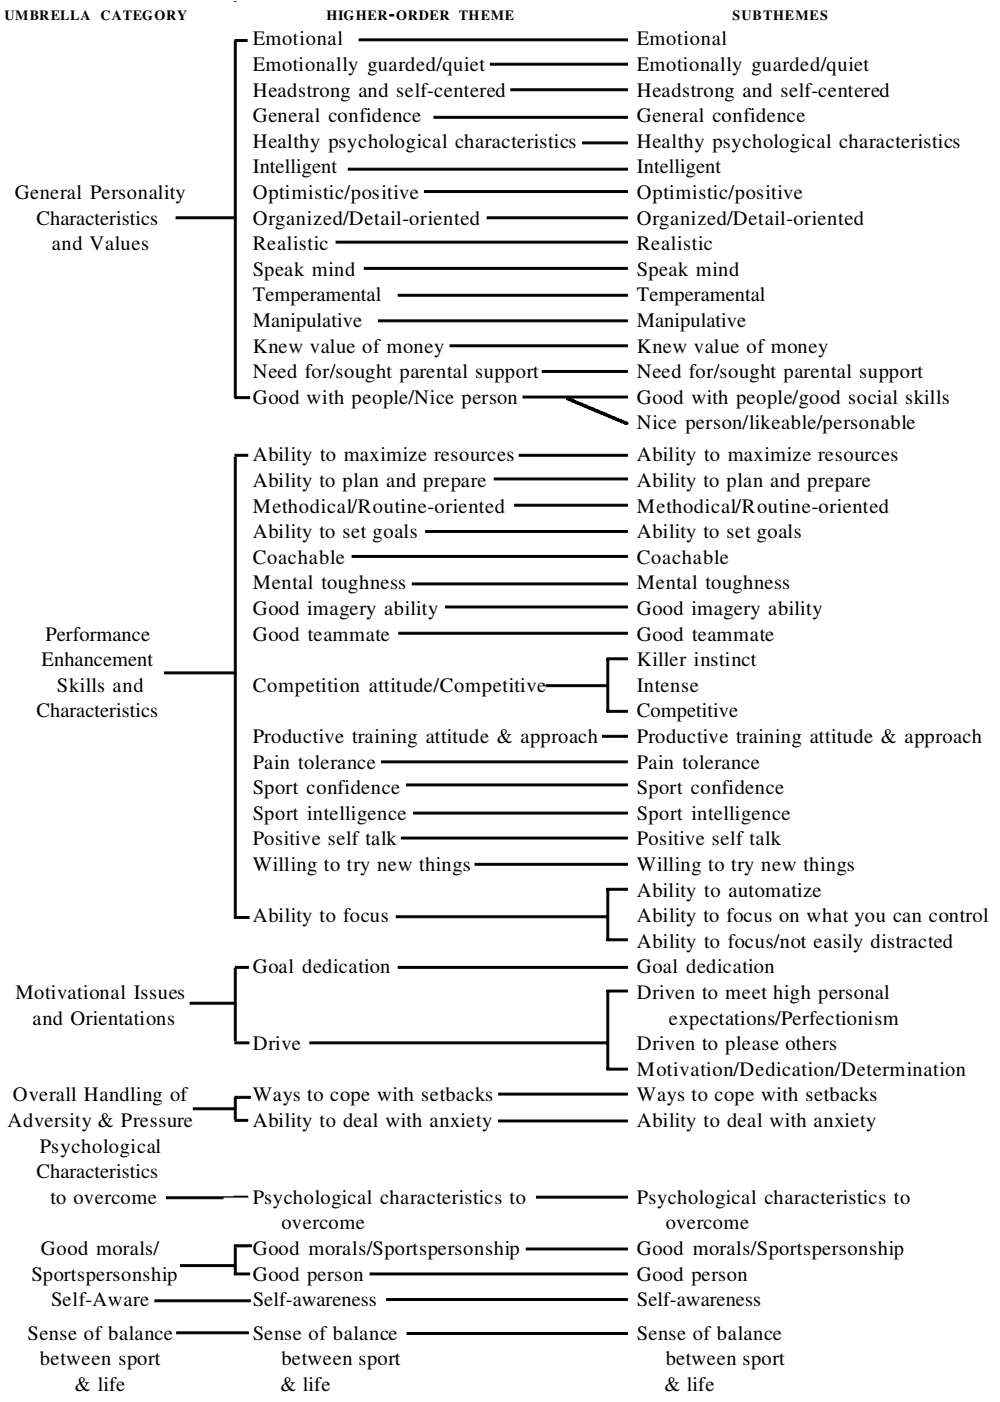 UMBRELLA CATEGORY HIGHER-ORDER THEME SUBTHEMES
Emotional Emotional
Emotionally guarded/quiet Emotionally guarded/quiet
Headstrong and self-centered Headstrong and self-centered
General confidence General confidence
Healthy psychological characteristics Healthy psychological characteristics
Intelligent Intelligent
General Personality Optimistic/positive Optimistic/positive
Characteristics Organized/Detail-oriented Organized/Detail-oriented
and Values Realistic Realistic
Speak mind Speak mind
Temperamental Temperamental
Manipulative Manipulative
Knew value of money Knew value of money
Need for/sought parental support Need for/sought parental support
Good with people/Nice person Good with people/good social skills
Nice person/likeable/personable
Ability to maximize resources Ability to maximize resources
Ability to plan and prepare Ability to plan and prepare
Methodical/Routine-oriented Methodical/Routine-oriented
Ability to set goals Ability to set goals
Coachable Coachable
Mental toughness Mental toughness
Good imagery ability Good imagery ability
Performance Good teammate Good teammate
Enhancement Killer instinct
Skills and Competition attitude/Competitive Intense
Characteristics Competitive
Productive training attitude & approach Productive training attitude & approach
Pain tolerance Pain tolerance
Sport confidence Sport confidence
Sport intelligence Sport intelligence
Positive self talk Positive self talk
Willing to try new things Willing to try new things
Ability to automatize
Ability to focus Ability to focus on what you can control
Ability to focus/not easily distracted
Goal dedication Goal dedication
Motivational Issues Driven to meet high personal
and Orientations expectations/Perfectionism
Drive Driven to please others
Motivation/Dedication/Determination
Overall Handling of Ways to cope with setbacks Ways to cope with setbacks
Adversity & Pressure Ability to deal with anxiety Ability to deal with anxiety
Psychological
Characteristics
to overcome Psychological characteristics to Psychological characteristics to
overcome overcome
Good morals/ Good morals/Sportspersonship Good morals/Sportspersonship
Sportspersonship Good person Good person
Self-Aware Self-awareness Self-awareness
Sense of balance Sense of balance Sense of balance
between sport between sport between sport
& life & life & life